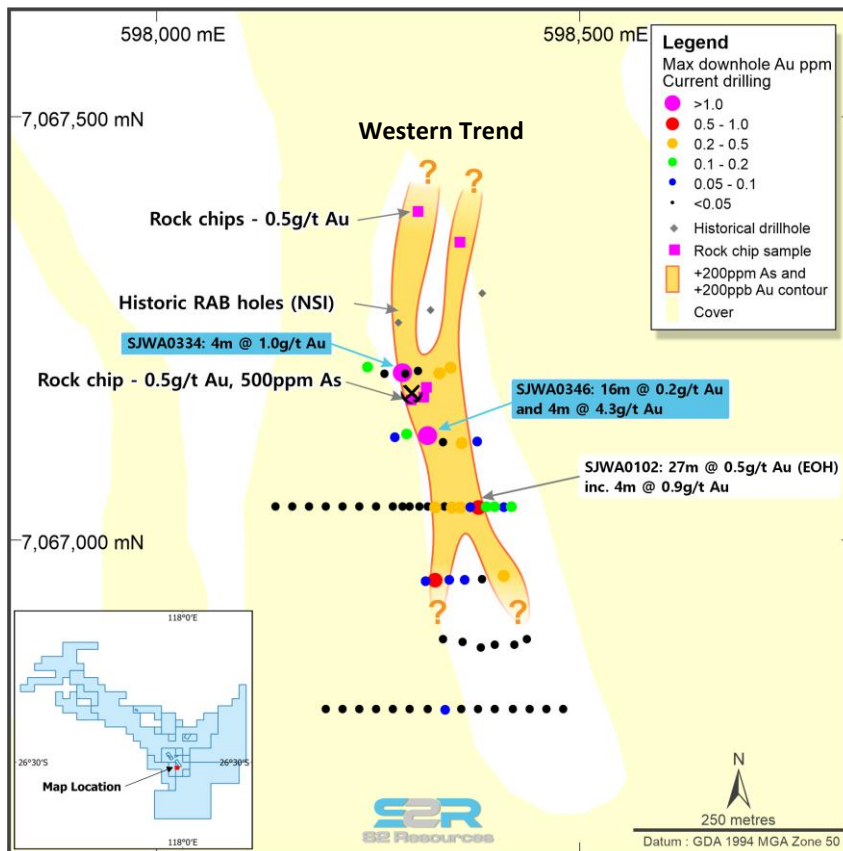 598,000 mE
598,500 mE
Legend
Max downhole Au ppm
Current drilling
>1.0
0.5 - 1.0
0.2 - 0.5
0.1 - 0.2
0.05 - 0.1
<0.05
Historical drillhole
Rock chip sample
+200ppm As and
+200ppb Au contour
Cover
7,067,500 mN
Western Trend
?
?
Rock chips - 0.5g/t Au
Historic RAB holes (NSI)
SJWA0334: 4m @ 1.0g/t Au
Rock chip - 0.5g/t Au, 500ppm As
SJWA0346: 16m @ 0.2g/t Au
and 4m @ 4.3g/t Au
SJWA0102: 27m @ 0.5g/t Au (EOH)
inc. 4m @ 0.9g/t Au
7,067,000 mN
?
?
118°0'E
26°30'S
26°30'S
Map Location
118°0'E
S2R
S2 Resources
N
250 metres
Datum : GDA 1994 MGA Zone 50